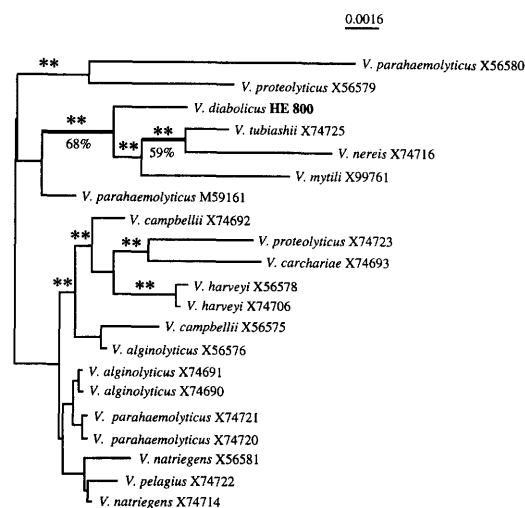 0.0016
**
V. parahaemolyticus X56580
V. proteolyticus X56579
V. diabolicus HE 800
**
68%
**
V. tubiashii X74725
**
59%
V. nereis X74716
V. mytili X99761
V. parahaemolyticus M59161
V. campbellii X74692
**
**
V. proteolyticus X74723
V. carchariae X74693
**
**
V. harveyi X56578
V. harveyi X74706
V. campbellii X56575
V. alginolyticus X56576
V. alginolyticus X74691
V. alginolyticus X74690
V. parahaemolyticus X74721
V. parahaemolyticus X74720
V. natriegens X56581
V. pelagius X74722
V. natriegens X74714